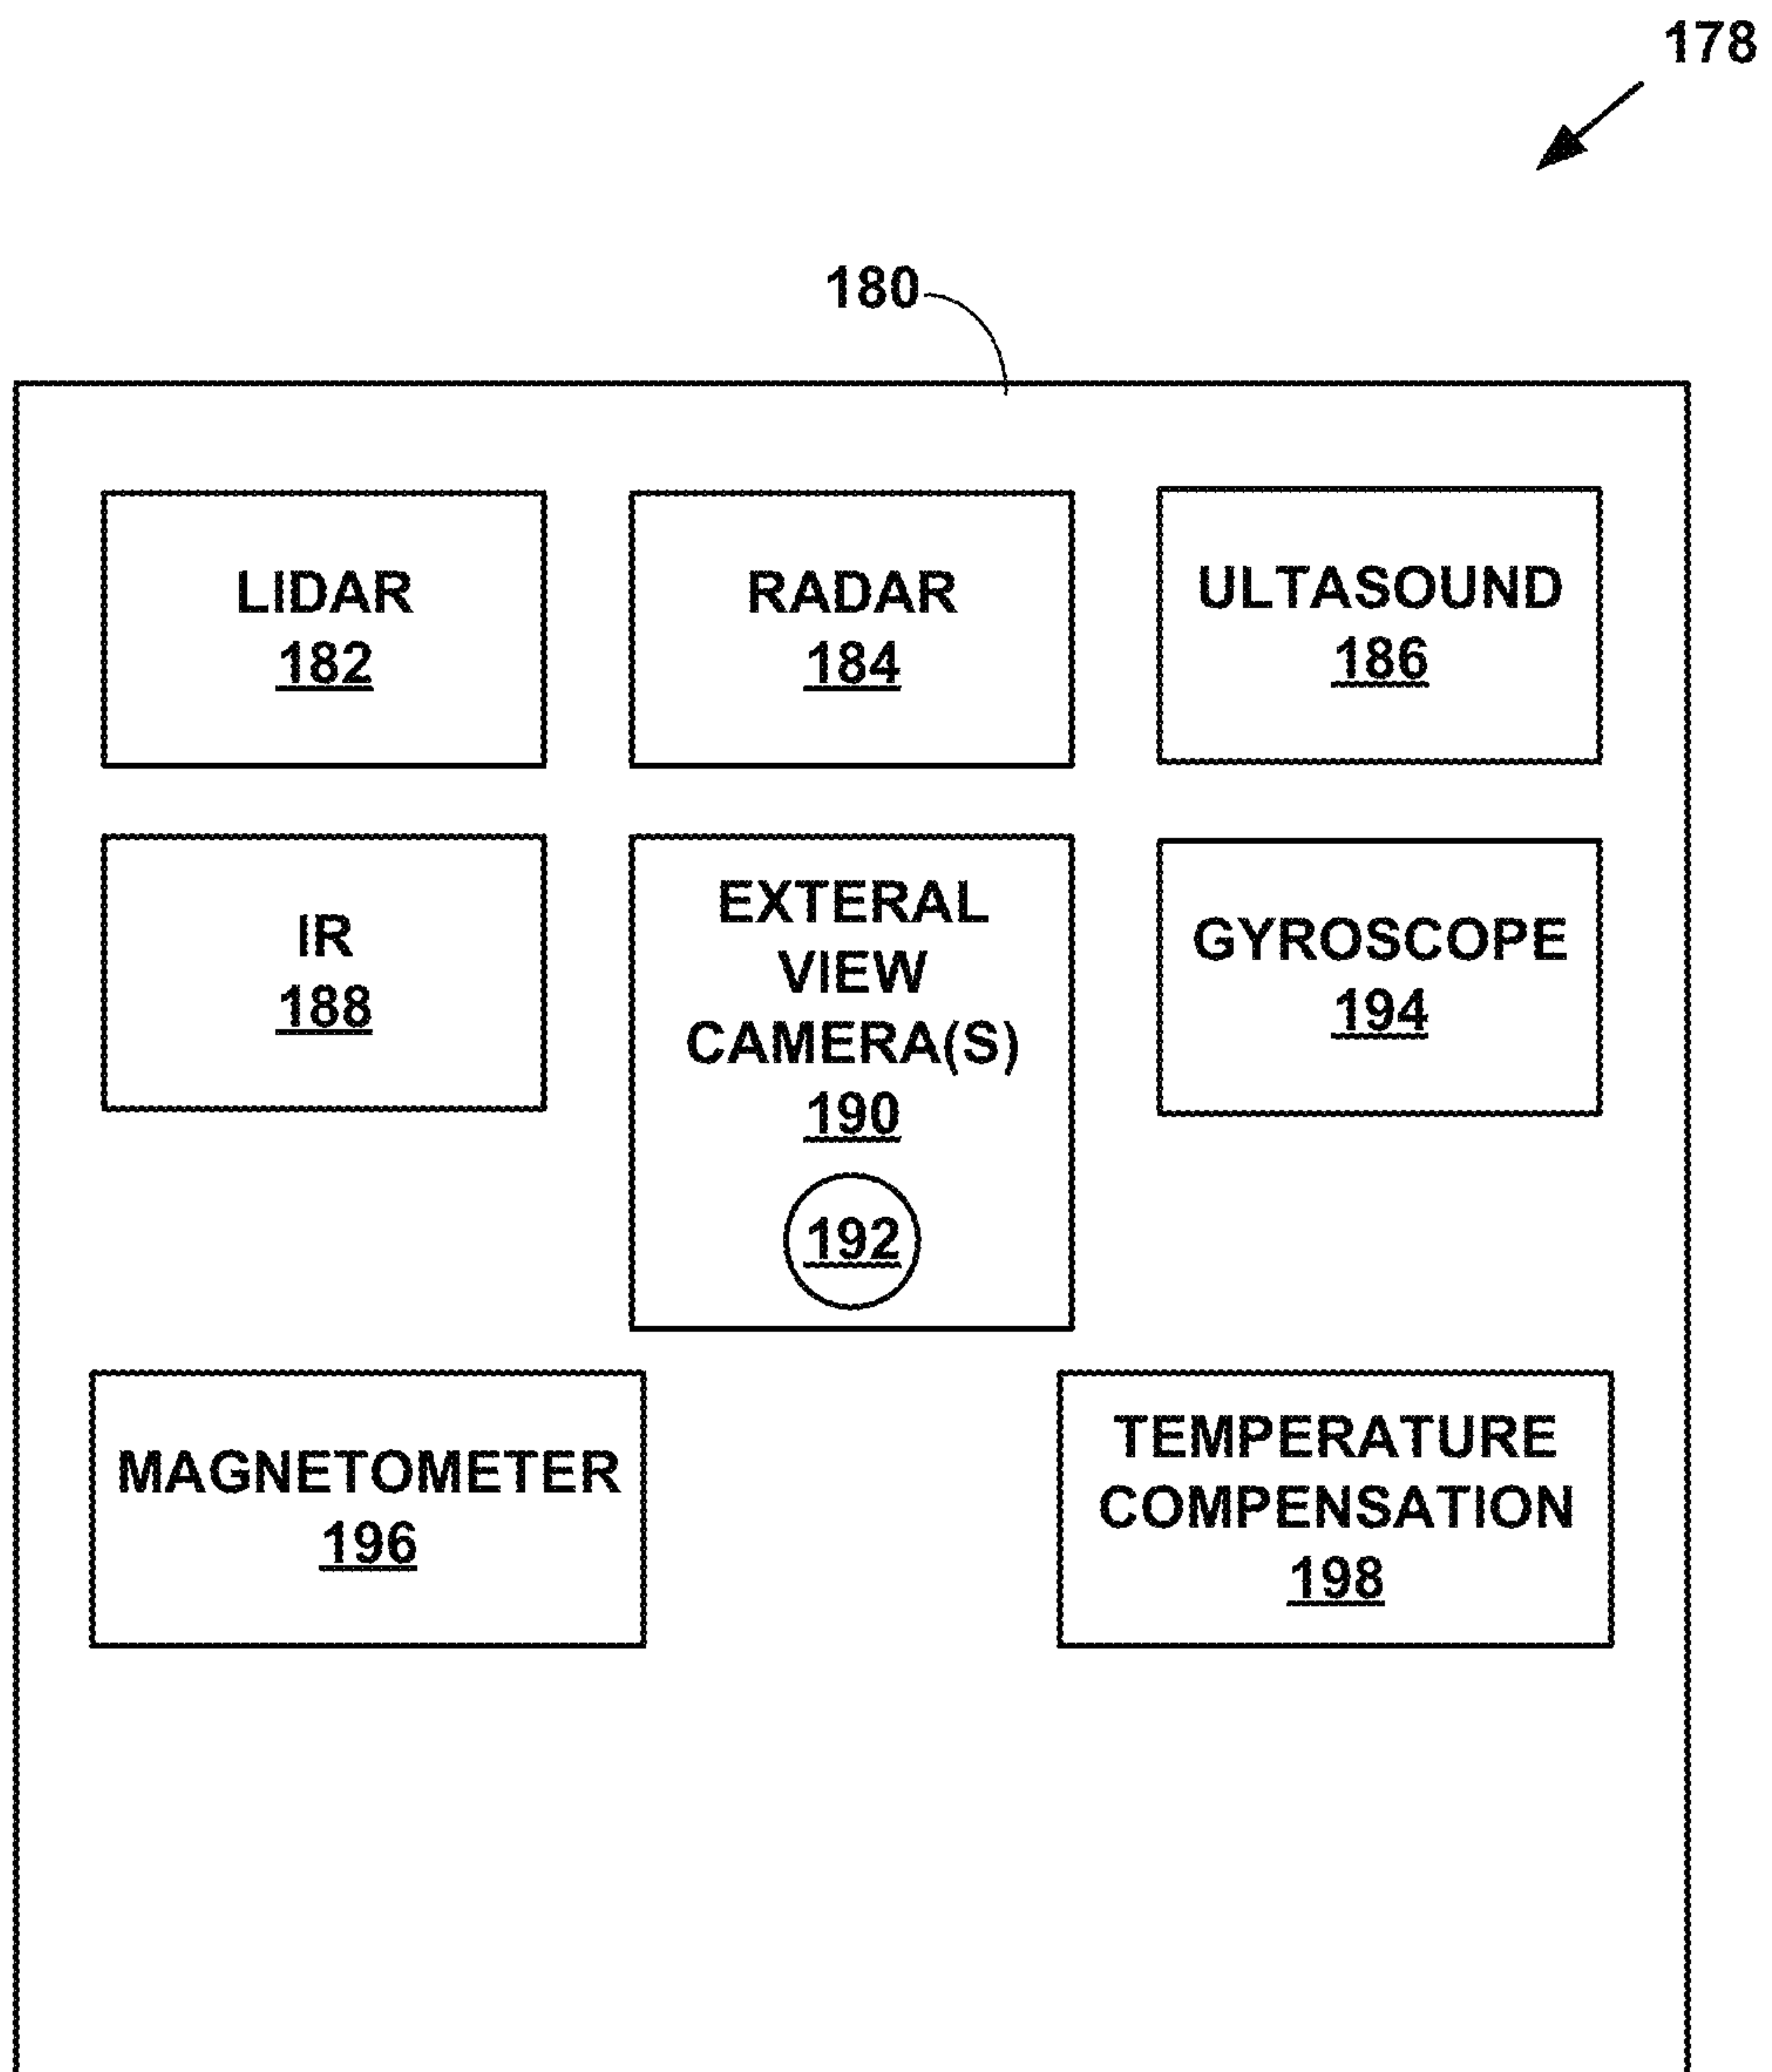 178
180
LIDAR
182
RADAR
184
ULTASOUND
186
IR
188
EXTERAL
VIEW
CAMERA(S)
190
192
GYROSCOPE
194
MAGNETOMETER
196
TEMPERATURE
COMPENSATION
198